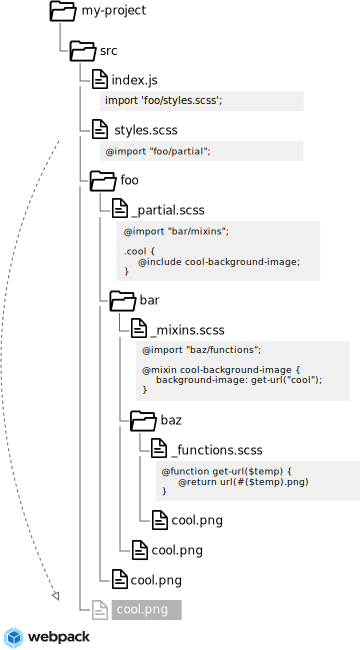 my-project
src
index.js
import 'foo/styles.scss';
styles.scss
@import "foo/partial";
foo
_partial.scss
@import "bar/mixins";
.cool {
@include cool-background-image;
}
bar
_mixins.scss
@import "baz/functions";
@mixin cool-background-image {
background-image: get-url("cool");
}
baz
_functions.scss
@function get-url($temp) {
@return url(#($temp).png)
}
cool.png
cool.png
cool.png
cool.png
webpack